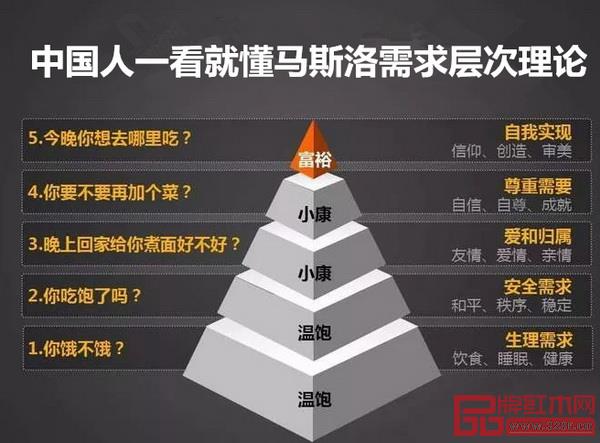 中国人一看就懂马斯洛需求层次理论
5.今晚你想去哪里吃？
富裕
自我实现
信仰、创造、审美
4.你要不要再加个菜？
小康
尊重需要
自信、自尊、成就
3.晚上回家给你煮面好不好？
小康
爱和归属
友情、爱情、亲情
2.你吃饱了吗？
温饱
安全需求
和平、秩序、稳定
1.你饿不饿？
温饱
生理需求
饮食、睡眠、健康
品牌红木网